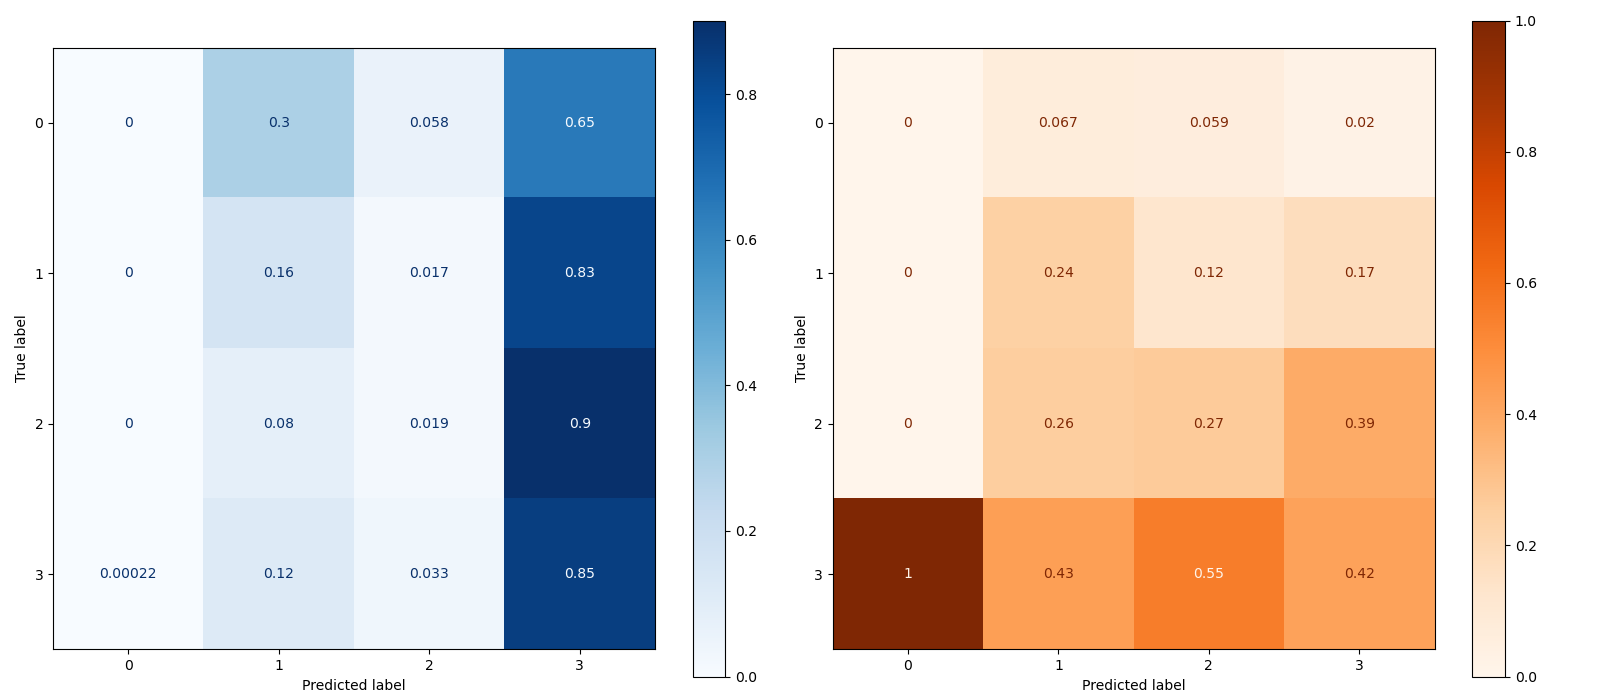 0 0 0.3 0.058 0.65
1 0 0.16 0.017 0.83
2 0 0.08 0.019 0.9
3 0.00022 0.12 0.033 0.85
0 1 2 3
True label
Predicted label
0.8
0.6
0.4
0.2
0.0
0 0 0.067 0.059 0.02
1 0 0.24 0.12 0.17
2 0 0.26 0.27 0.39
3 1 0.43 0.55 0.42
0 1 2 3
True label
Predicted label
1.0
0.8
0.6
0.4
0.2
0.0